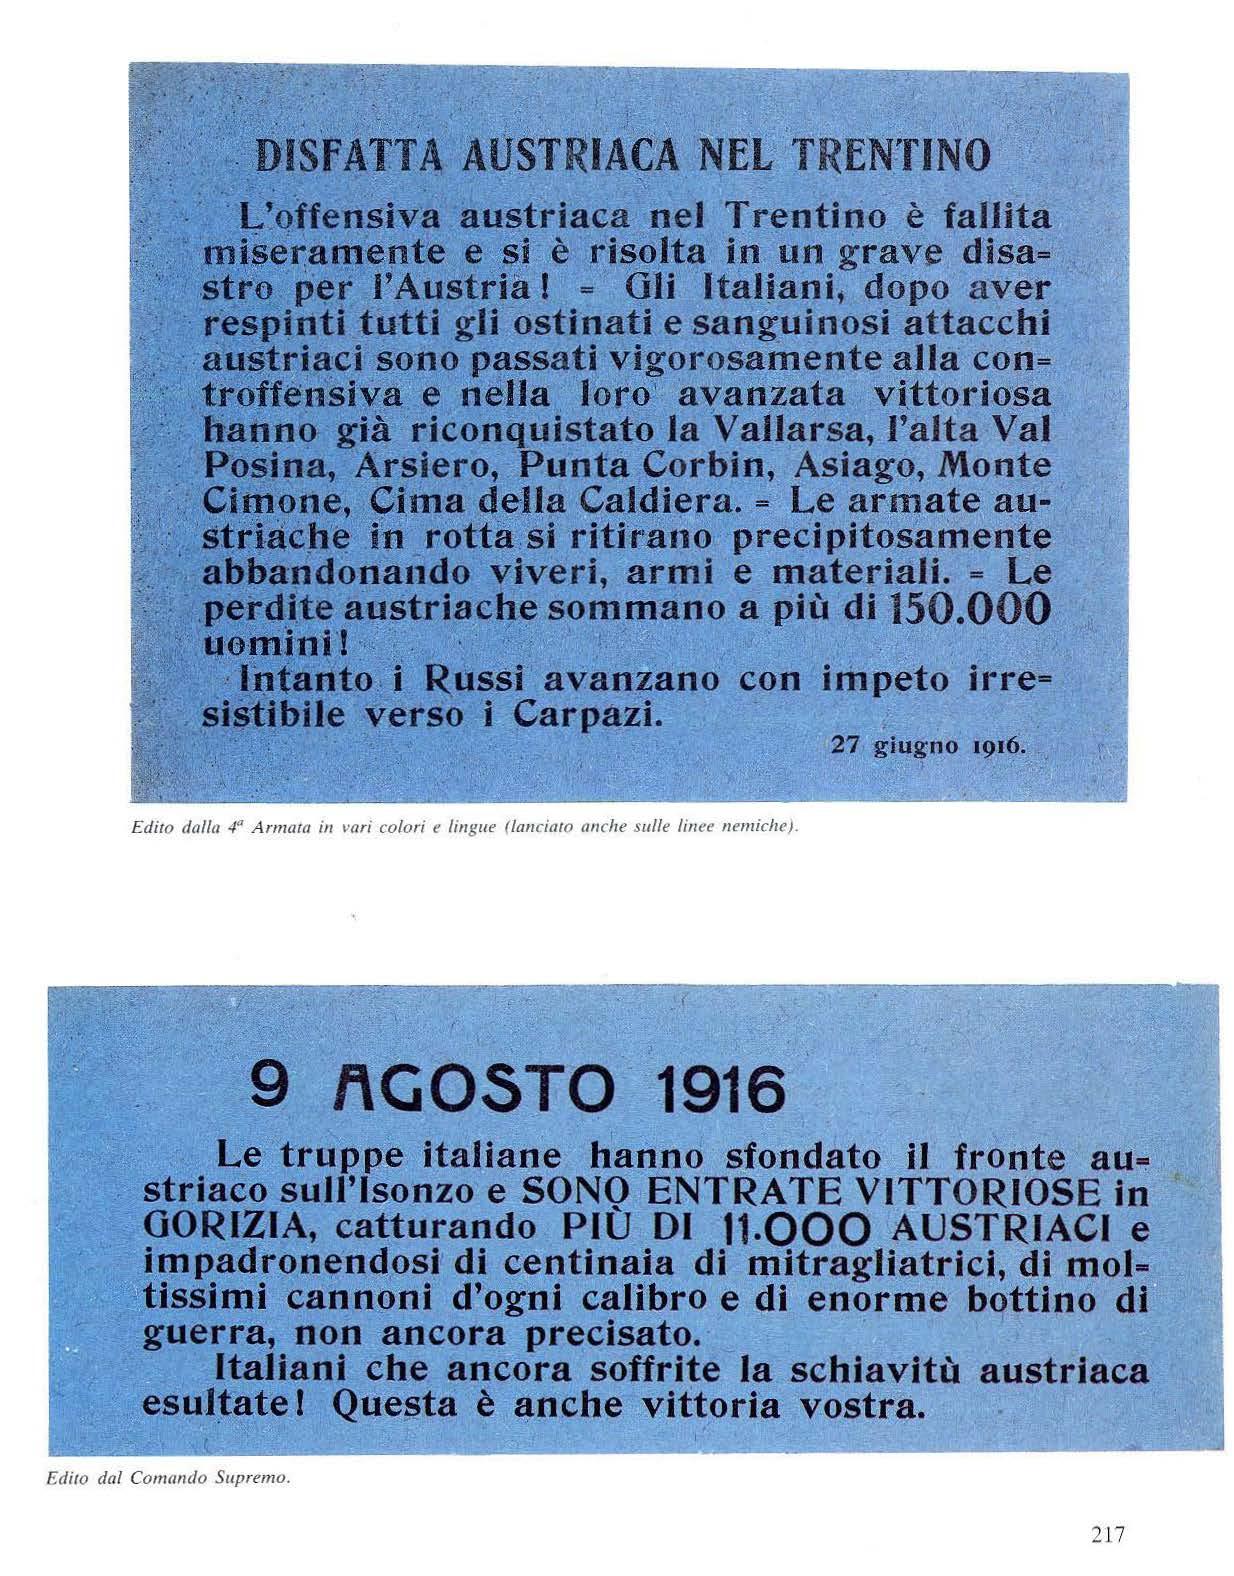 DISFATTA AUSTRIACA NEL TRENTINO
L'offensiva austriaca nel Trentino è fallita
miseramente e si è risolta in un grave disa=
stro per l'Austria! = Gli Italiani, dopo aver
respinti tutti gli ostinati e sanguinosi attacchi
austriaci sono passati vigorosamente alla con=
troffensiva e nella loro avanzata vittoriosa
hanno già riconquistato la Vallarsa, l'alta Val
Posina, Arsiero, Punta Corbin, Asiago, Monte
Cimone, Cima della Caldiera. = Le armate au-
striache in rotta si ritirano precipitosamente
abbandonando viveri, armi e materiali. = Le
perdite austriache sommano a più di 150.000
uomini!
Intanto i Russi avanzano con impeto irre=
sistibile verso i Carpazi.
27 giugno 1916.
Edito dalla 4ª Armata in vari colori e lingue (lanciato anche sulle linee nemiche).
9 AGOSTO 1916
Le truppe italiane hanno sfondato il fronte au=
striaco sull'Isonzo e SONO ENTRATE VITTORIOSE in
GORIZIA, catturando PIÙ DI 11.000 AUSTRIACI e
impadronendosi di centinaia di mitragliatrici, di mol=
tissimi cannoni d'ogni calibro e di enorme bottino di
guerra, non ancora precisato.
Italiani che ancora soffrite la schiavitù austriaca
esultate! Questa è anche vittoria vostra.
Edito dal Comando Supremo.
217